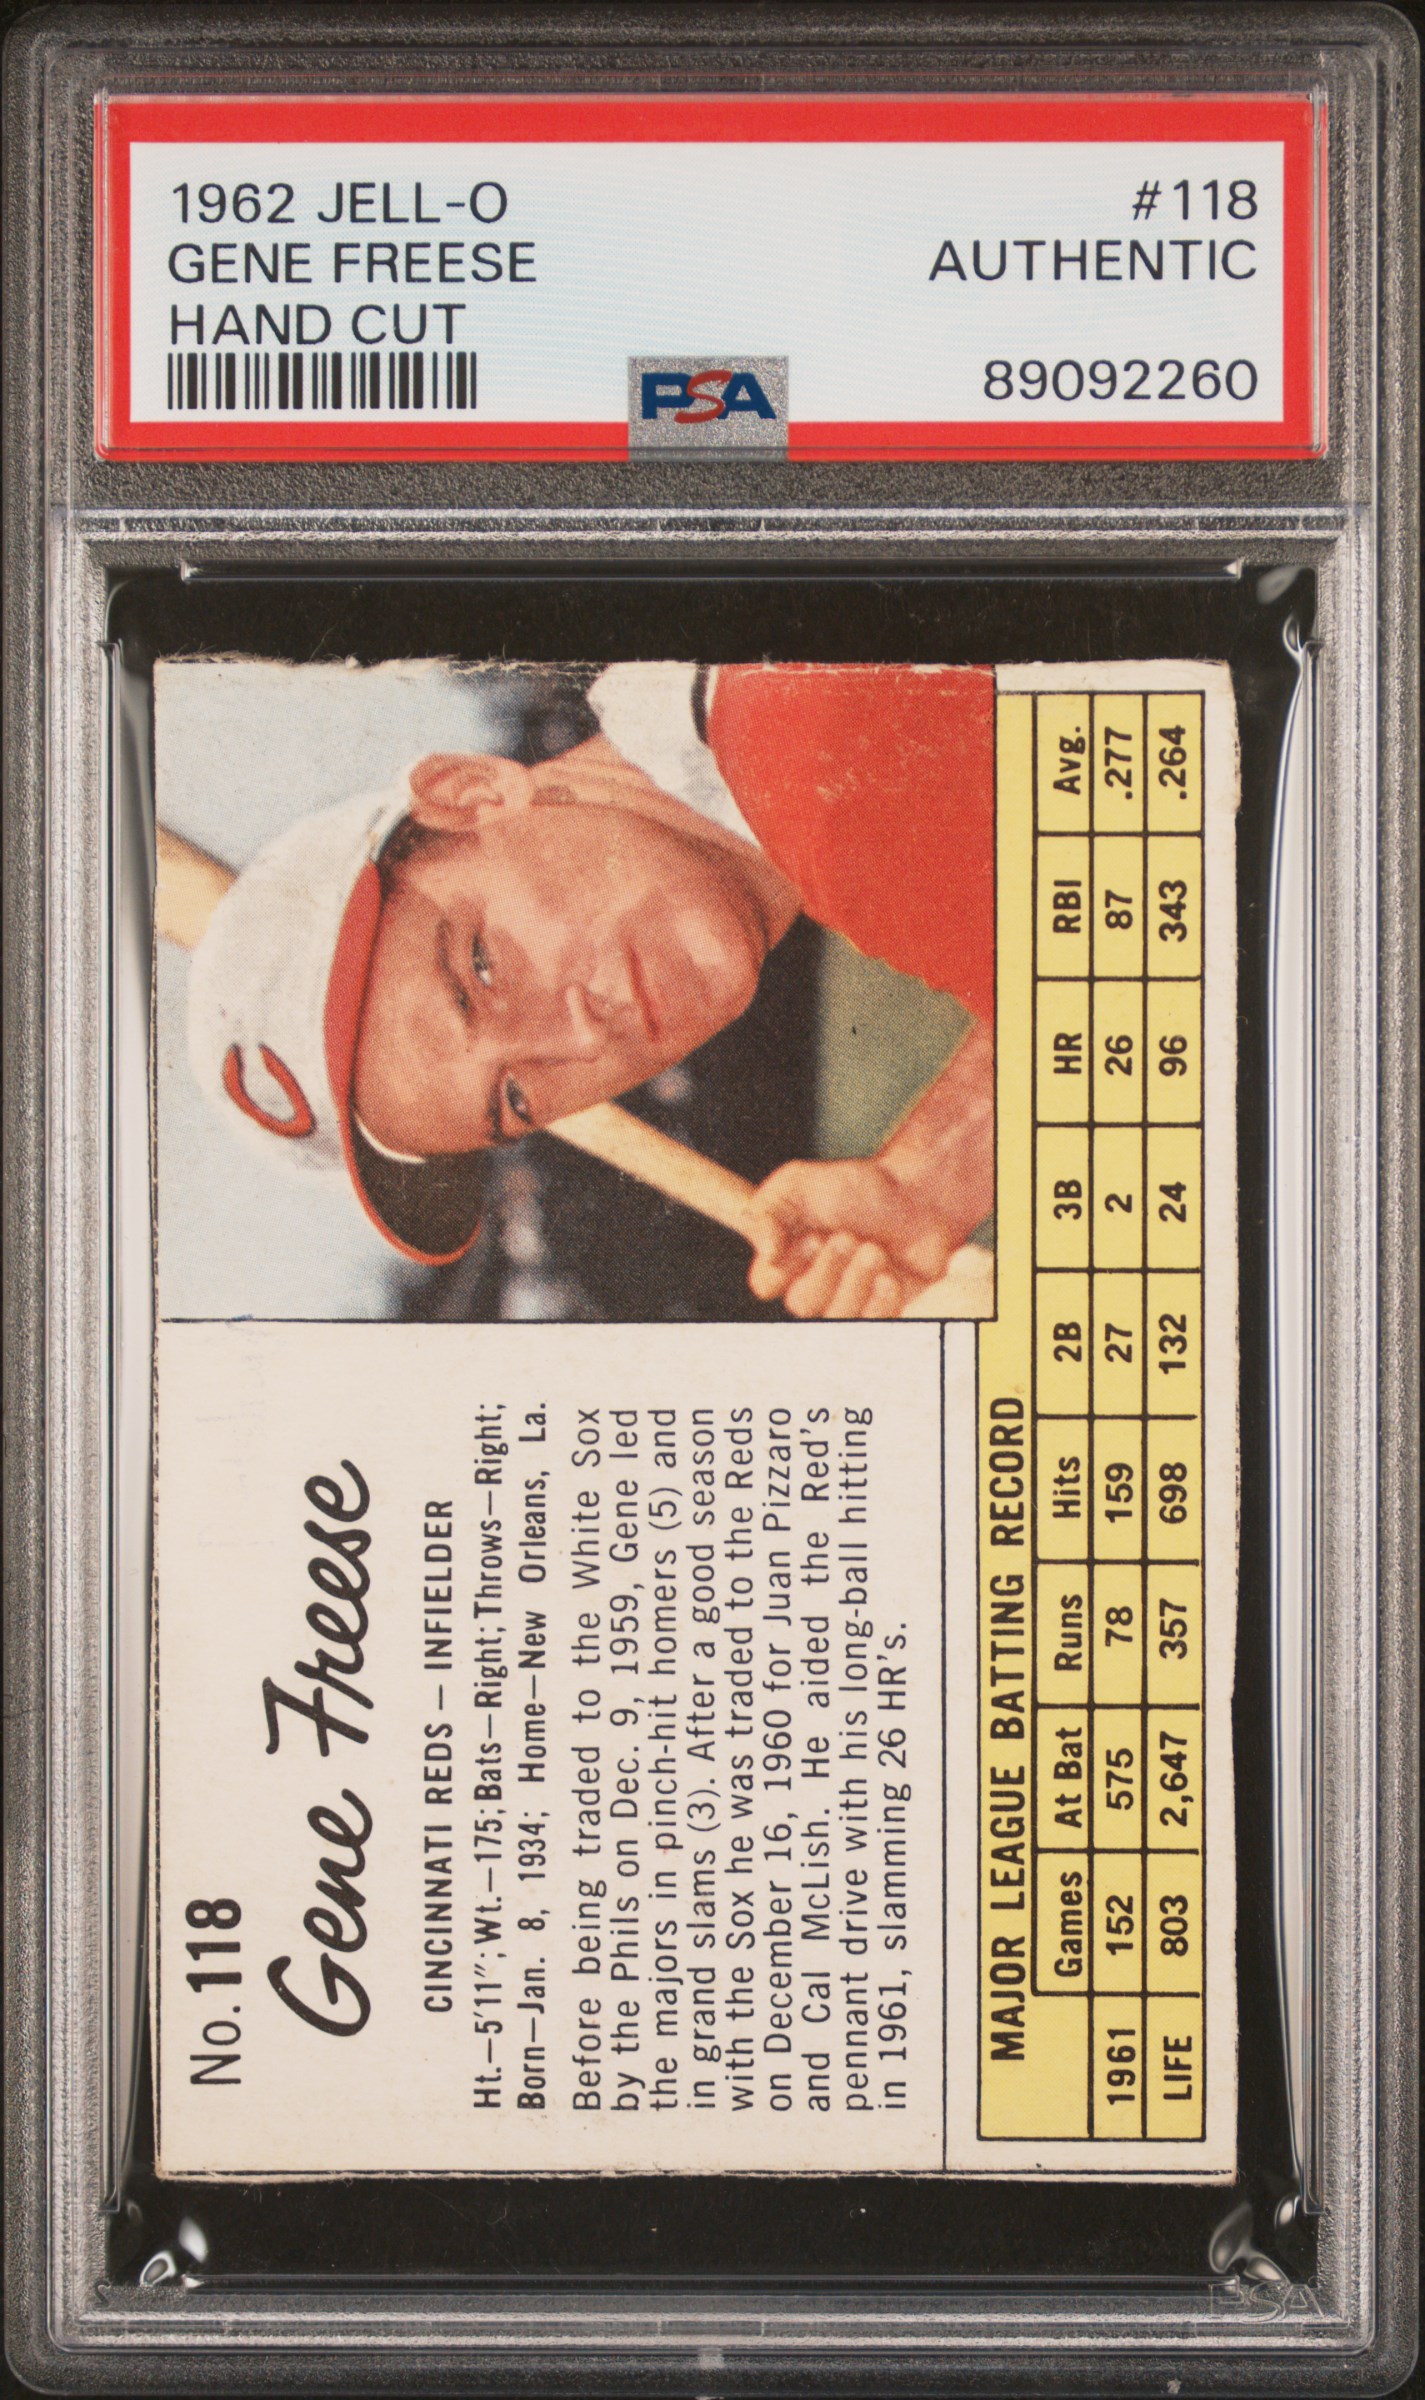 1962 JELL-O
GENE FREESE
HAND CUT
#118
AUTHENTIC
89092260
PSA
No. 118
Gene Freese
CINCINNATI REDS – INFIELDER
Ht.–5'11"; Wt.–175; Bats–Right; Throws–Right;
Born–Jan. 8, 1934; Home–New Orleans, La.
Before being traded to the White Sox
by the Phils on Dec. 9, 1959, Gene led
the majors in pinch-hit homers (5) and
in grand slams (3). After a good season
with the Sox he was traded to the Reds
on December 16, 1960 for Juan Pizzaro
and Cal McLish. He aided the Red's
pennant drive with his long-ball hitting
in 1961, slamming 26 HR's.
C
MAJOR LEAGUE BATTING RECORD
Games At Bat Runs Hits 2B 3B HR RBI Avg.
1961 152 575 78 159 27 2 26 87 .277
LIFE 803 2,647 357 698 132 24 96 343 .264
PSA